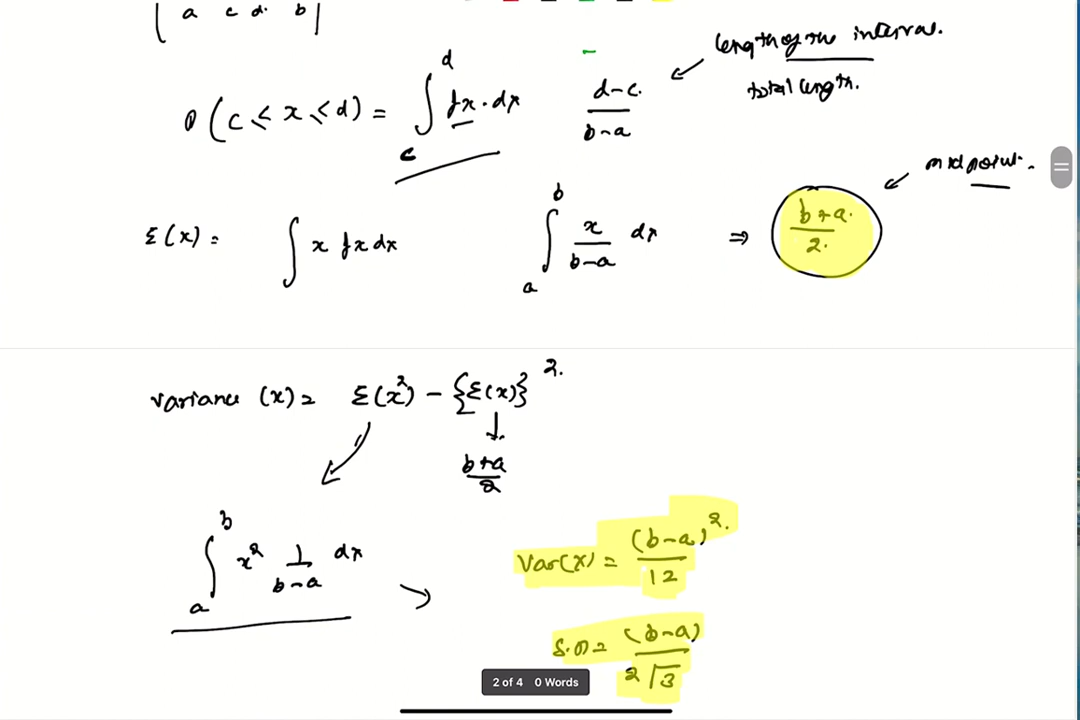 a c d b
length of the interval.
total length.
P(c ≤ x ≤ d) = ∫_c^d fx · dx    d-c. / b-a
midpoint.
E(x) =    ∫ x fx dx    ∫_a^b x / b-a dx    ⇒    b+a. / 2.
variance (x) = E(x²) - {E(x)}².
b+a / 2
∫_a^b x² 1 / b-a dx
Var(x) = (b-a)². / 12
S.D = (b-a) / 2√3
2 of 4 0 Words